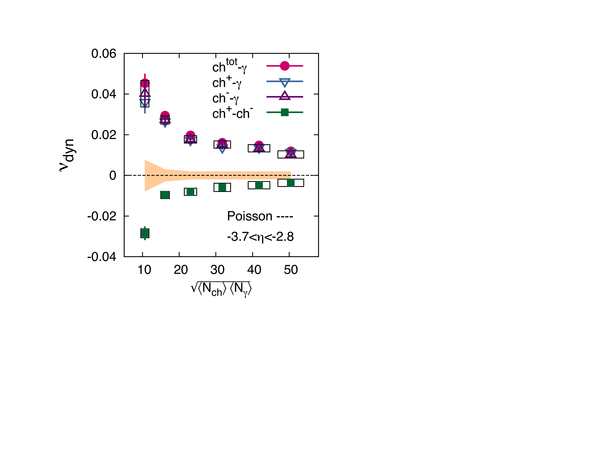 0.06
0.04
0.02
0
-0.02
-0.04
ν_dyn
ch^tot-γ
ch^+-γ
ch^--γ
ch^+-ch^-
Poisson ----
-3.7<η<-2.8
10 20 30 40 50
√⟨N_ch⟩ ⟨N_γ⟩